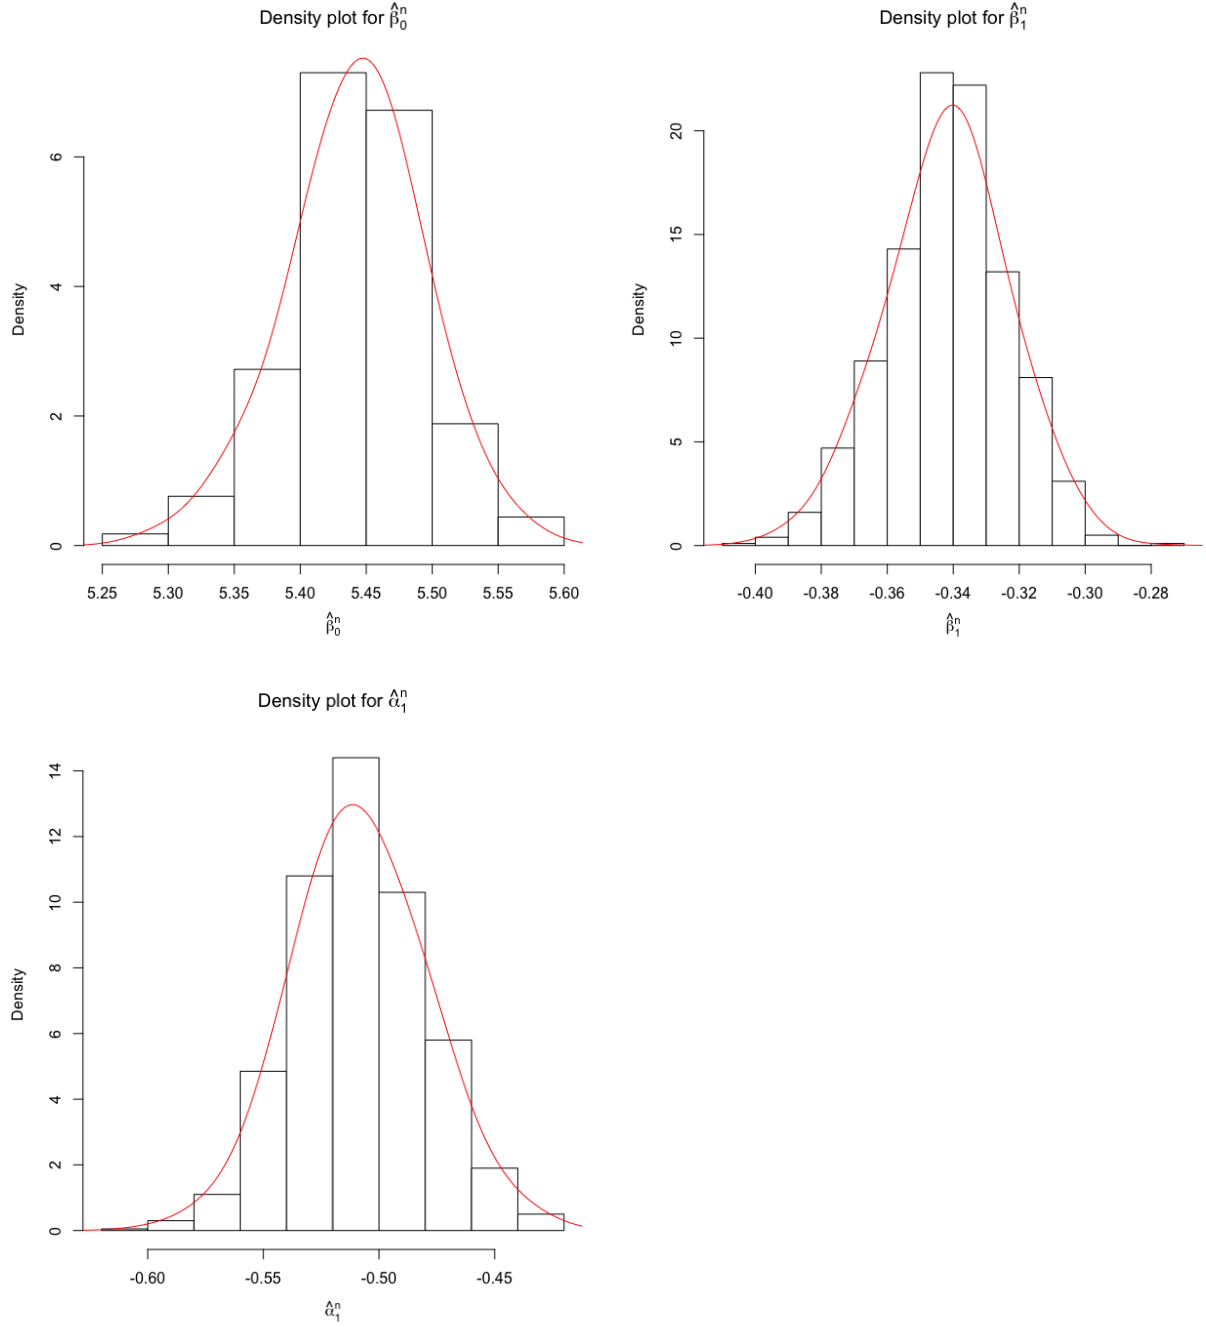 Density plot for β̂₀ⁿ
Density
0 2 4 6
5.25 5.30 5.35 5.40 5.45 5.50 5.55 5.60
β̂₀ⁿ
Density plot for β̂₁ⁿ
Density
0 5 10 15 20
-0.40 -0.38 -0.36 -0.34 -0.32 -0.30 -0.28
β̂₁ⁿ
Density plot for α̂₁ⁿ
Density
0 2 4 6 8 10 12 14
-0.60 -0.55 -0.50 -0.45
α̂₁ⁿ